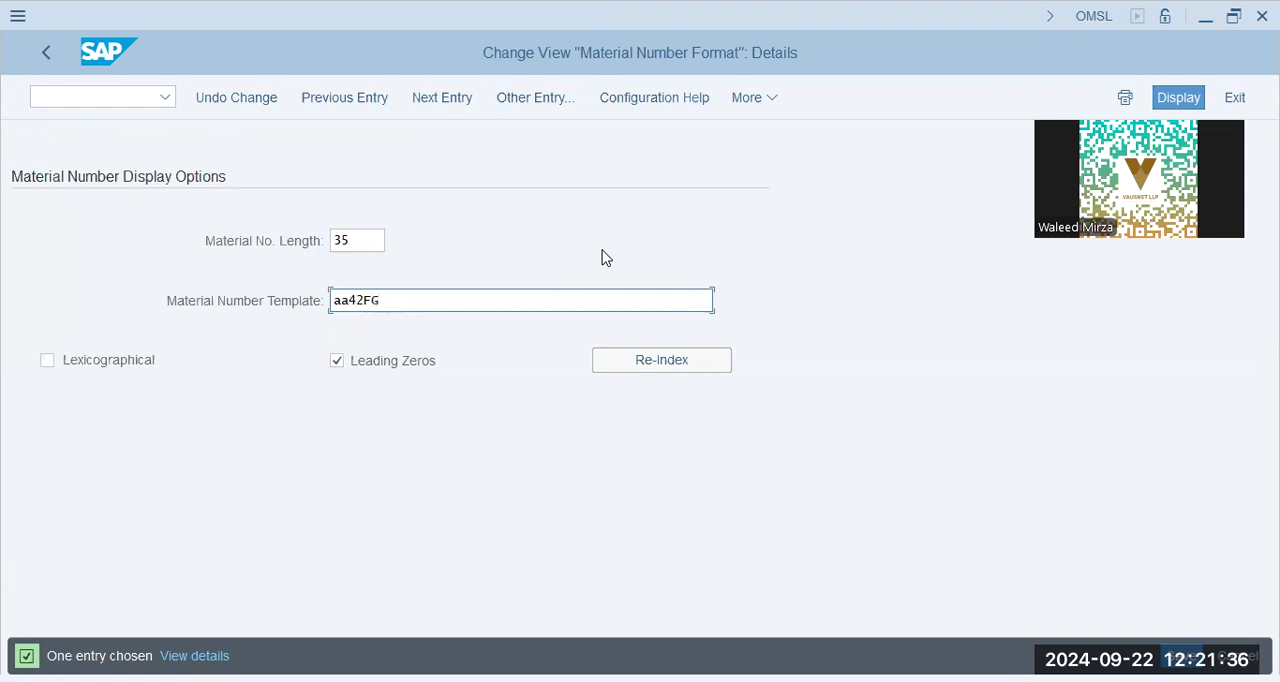 OMSL
SAP
Change View "Material Number Format": Details
Undo Change
Previous Entry
Next Entry
Other Entry...
Configuration Help
More
Display
Exit
Material Number Display Options
VAUSNET LLP
Waleed Mirza
Material No. Length: 35
Material Number Template: aa42FG
Lexicographical
Leading Zeros
Re-Index
One entry chosen View details
2024-09-22 12:21:36